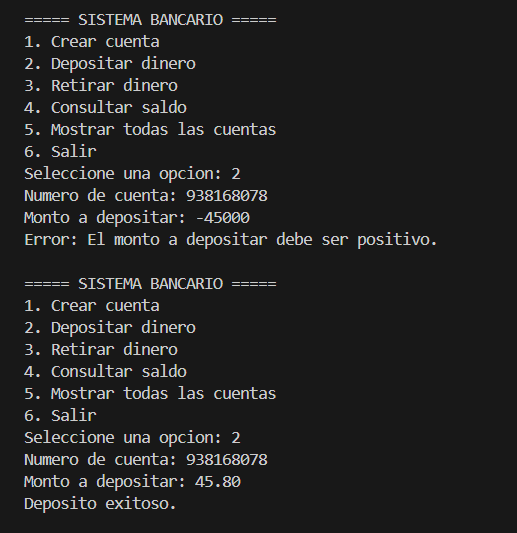 ===== SISTEMA BANCARIO =====
1. Crear cuenta
2. Depositar dinero
3. Retirar dinero
4. Consultar saldo
5. Mostrar todas las cuentas
6. Salir
Seleccione una opcion: 2
Numero de cuenta: 938168078
Monto a depositar: -45000
Error: El monto a depositar debe ser positivo.

===== SISTEMA BANCARIO =====
1. Crear cuenta
2. Depositar dinero
3. Retirar dinero
4. Consultar saldo
5. Mostrar todas las cuentas
6. Salir
Seleccione una opcion: 2
Numero de cuenta: 938168078
Monto a depositar: 45.80
Deposito exitoso.